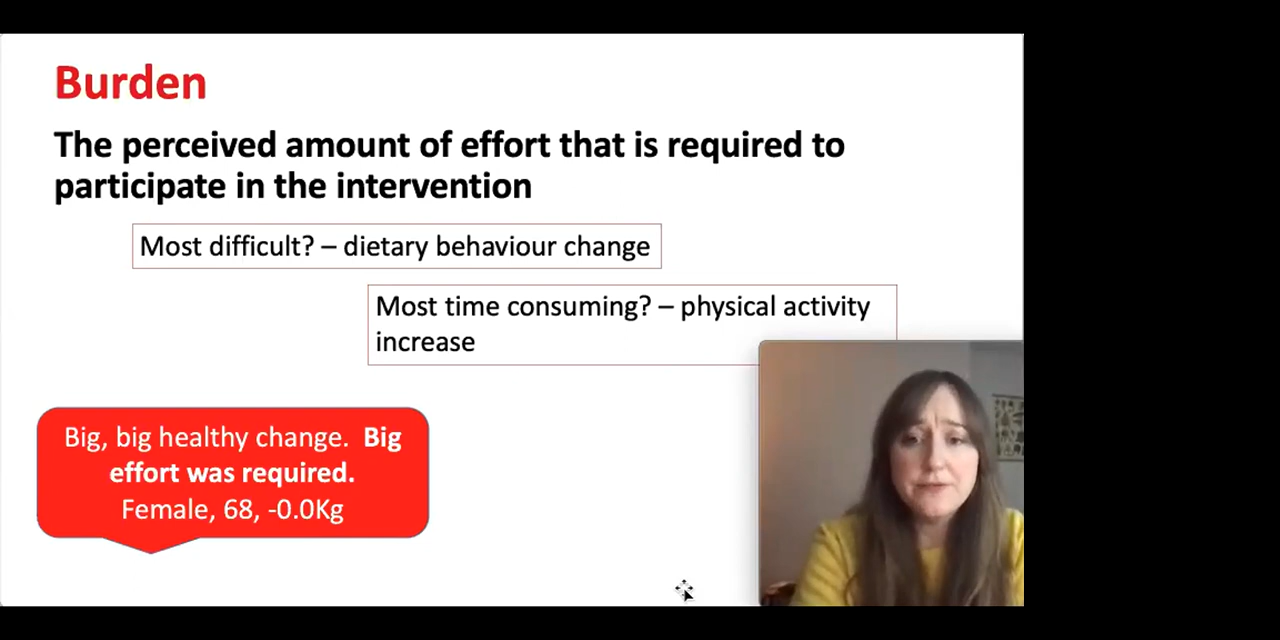 Burden
The perceived amount of effort that is required to
participate in the intervention
Most difficult? – dietary behaviour change
Most time consuming? – physical activity
increase
Big, big healthy change. Big
effort was required.
Female, 68, -0.0Kg